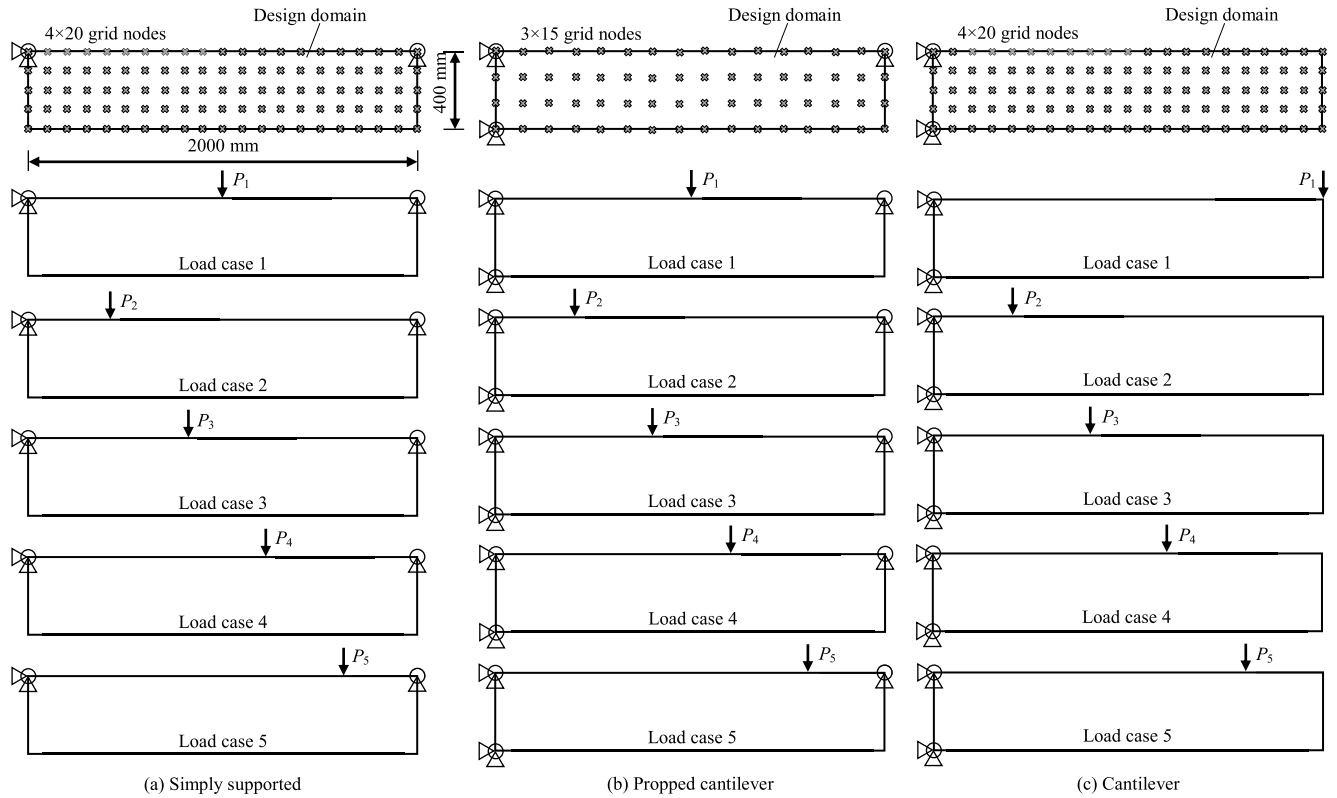 Design domain
4×20 grid nodes
400 mm
2000 mm
P1
Load case 1
P2
Load case 2
P3
Load case 3
P4
Load case 4
P5
Load case 5
(a) Simply supported
Design domain
3×15 grid nodes
P1
Load case 1
P2
Load case 2
P3
Load case 3
P4
Load case 4
P5
Load case 5
(b) Propped cantilever
Design domain
4×20 grid nodes
P1
Load case 1
P2
Load case 2
P3
Load case 3
P4
Load case 4
P5
Load case 5
(c) Cantilever